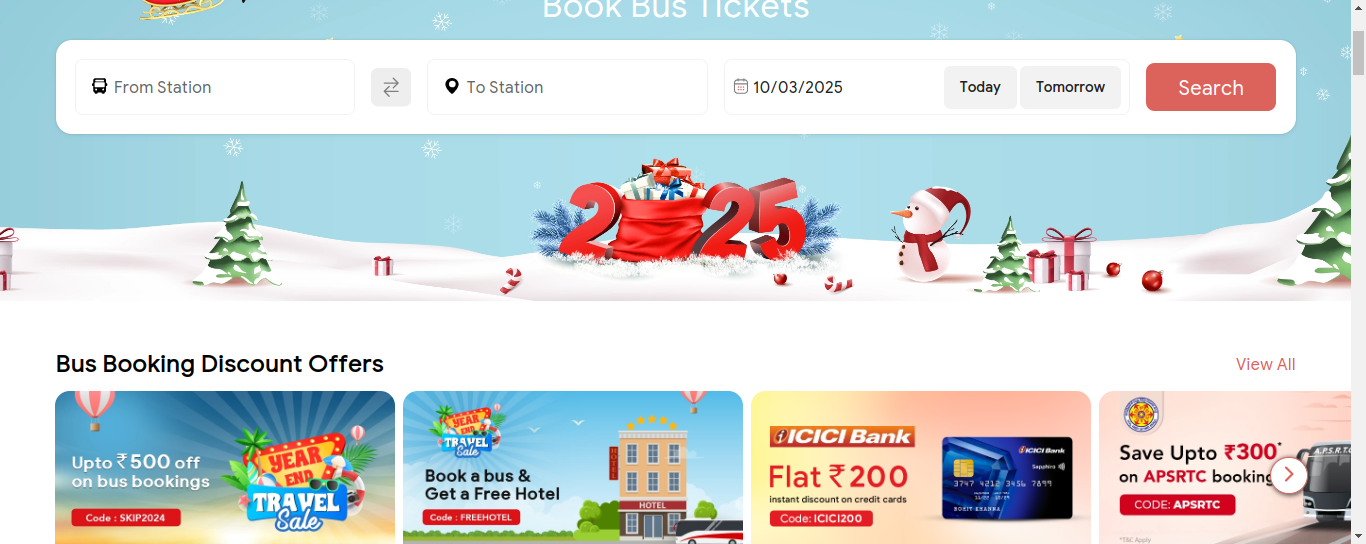 Book Bus Tickets
From Station
To Station
10/03/2025
Today
Tomorrow
Search
2025
Bus Booking Discount Offers
View All
Upto ₹500 off
on bus bookings
Code : SKIP2024
YEAR
END
TRAVEL
Sale
YEAR
END
TRAVEL
Sale
Book a bus &
Get a Free Hotel
Code : FREEHOTEL
HOTEL
HOTEL
ICICI Bank
Flat ₹200
instant discount on credit cards
Code: ICICI200
ICICI Bank
Sapphiro
3747 4212 3456 7899
ROHIT KHANNA
Save Upto ₹300*
on APSRTC booking
CODE: APSRTC
*T&C Apply
A.P.S.R.T.C